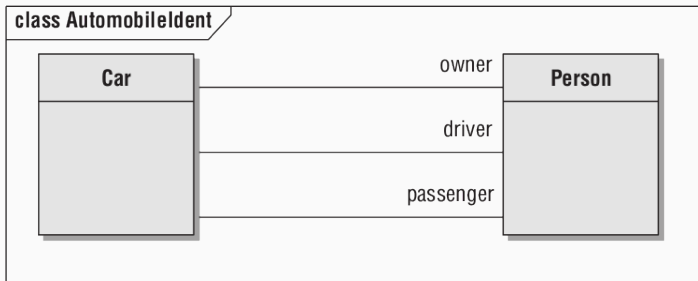 class AutomobileIdent
Car
owner
driver
passenger
Person